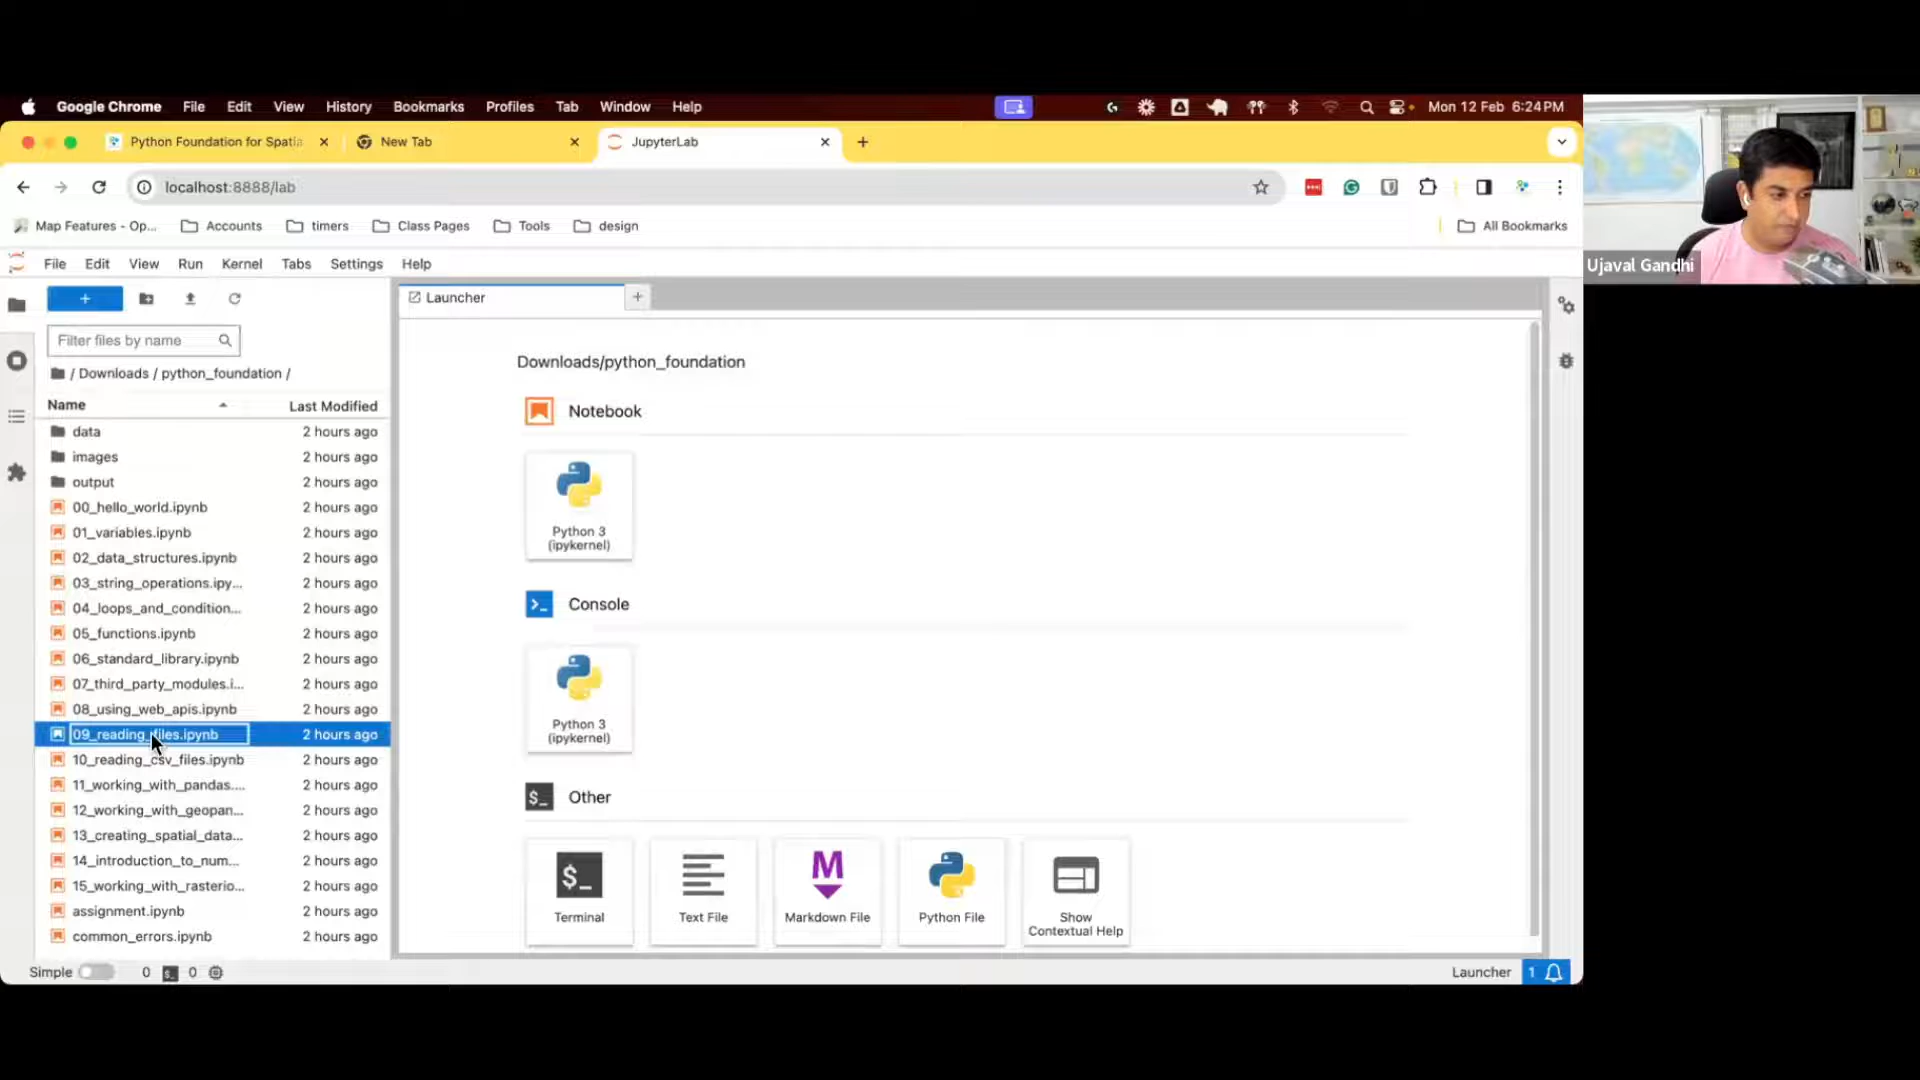 Google Chrome File Edit View History Bookmarks Profiles Tab Window Help Mon 12 Feb 6:24 PM
Python Foundation for Spatia New Tab JupyterLab
localhost:8888/lab
Map Features - Op... Accounts timers Class Pages Tools design All Bookmarks
Ujaval Gandhi
File Edit View Run Kernel Tabs Settings Help
Launcher
Filter files by name
/ Downloads / python_foundation /
Name Last Modified
data 2 hours ago
images 2 hours ago
output 2 hours ago
00_hello_world.ipynb 2 hours ago
01_variables.ipynb 2 hours ago
02_data_structures.ipynb 2 hours ago
03_string_operations.ipy... 2 hours ago
04_loops_and_condition... 2 hours ago
05_functions.ipynb 2 hours ago
06_standard_library.ipynb 2 hours ago
07_third_party_modules.i... 2 hours ago
08_using_web_apis.ipynb 2 hours ago
09_reading_files.ipynb 2 hours ago
10_reading_csv_files.ipynb 2 hours ago
11_working_with_pandas.... 2 hours ago
12_working_with_geopan... 2 hours ago
13_creating_spatial_data... 2 hours ago
14_introduction_to_num... 2 hours ago
15_working_with_rasterio... 2 hours ago
assignment.ipynb 2 hours ago
common_errors.ipynb 2 hours ago
Downloads/python_foundation
Notebook
Python 3
(ipykernel)
Console
Python 3
(ipykernel)
$_ Other
$_
Terminal
Text File
M
Markdown File
Python File
Show
Contextual Help
Simple 0 0 Launcher 1